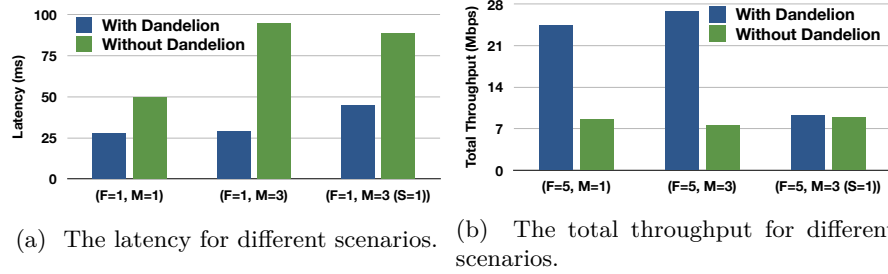 100
75
50
25
0
Latency (ms)
With Dandelion
Without Dandelion
(F=1, M=1)
(F=1, M=3)
(F=1, M=3 (S=1))
(a) The latency for different scenarios.
28
21
14
7
0
Total Throughput (Mbps)
With Dandelion
Without Dandelion
(F=5, M=1)
(F=5, M=3)
(F=5, M=3 (S=1))
(b) The total throughput for different
scenarios.